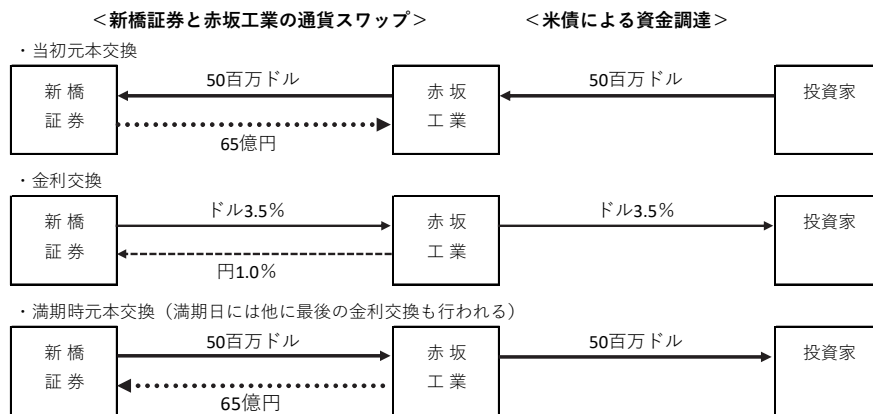 ＜新橋証券と赤坂工業の通貨スワップ＞ ＜米債による資金調達＞
・当初元本交換
新 橋
証 券
50百万ドル
65億円
赤 坂
工 業
50百万ドル
投資家
・金利交換
新 橋
証 券
ドル3.5％
円1.0％
赤 坂
工 業
ドル3.5％
投資家
・満期時元本交換（満期日には他に最後の金利交換も行われる）
新 橋
証 券
50百万ドル
65億円
赤 坂
工 業
50百万ドル
投資家